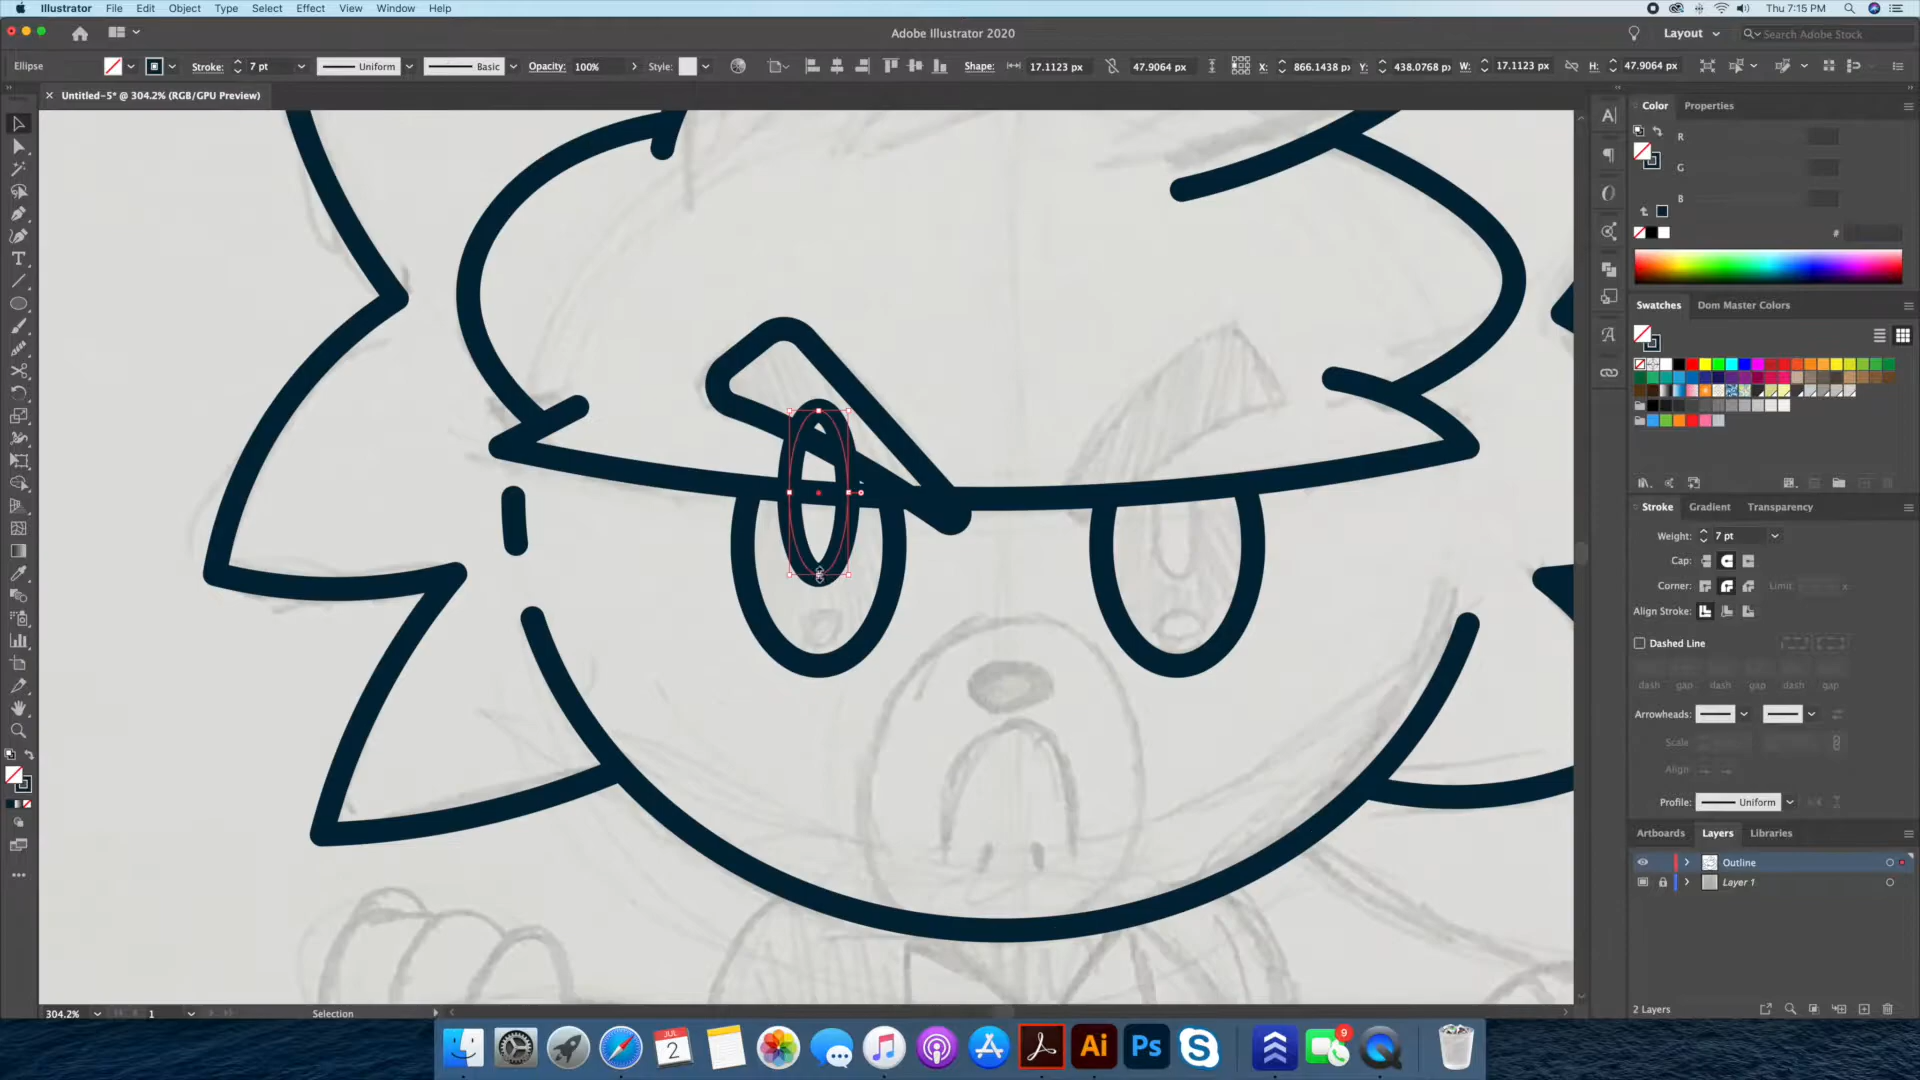 Illustrator File Edit Object Type Select Effect View Window Help Thu 7:15 PM
Adobe Illustrator 2020 Layout Search Adobe Stock
Ellipse Stroke: 7 pt Uniform Basic Opacity: 100% Style: Shape: 17.1123 px 47.9064 px X: 866.1438 px Y: 438.0768 px W: 17.1123 px H: 47.9064 px
Untitled-5* @ 304.2% (RGB/GPU Preview)
Color Properties
R
G
B
#
Swatches Dom Master Colors
Stroke Gradient Transparency
Weight: 7 pt
Cap:
Corner: Limit: x
Align Stroke:
Dashed Line
dash gap dash gap dash gap
Arrowheads:
Scale
Align:
Profile: Uniform
Artboards Layers Libraries
Outline
Layer 1
2 Layers
304.2% 1 Selection
JUL
2
9
Ai
Ps